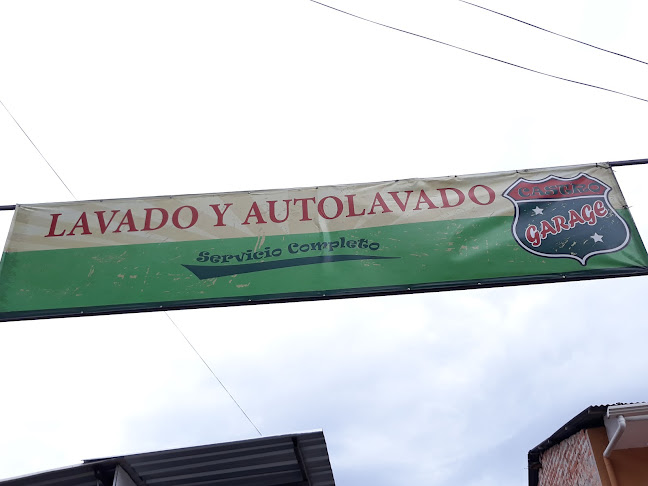 LAVADO Y AUTOLAVADO
Servicio Completo
GARAGE